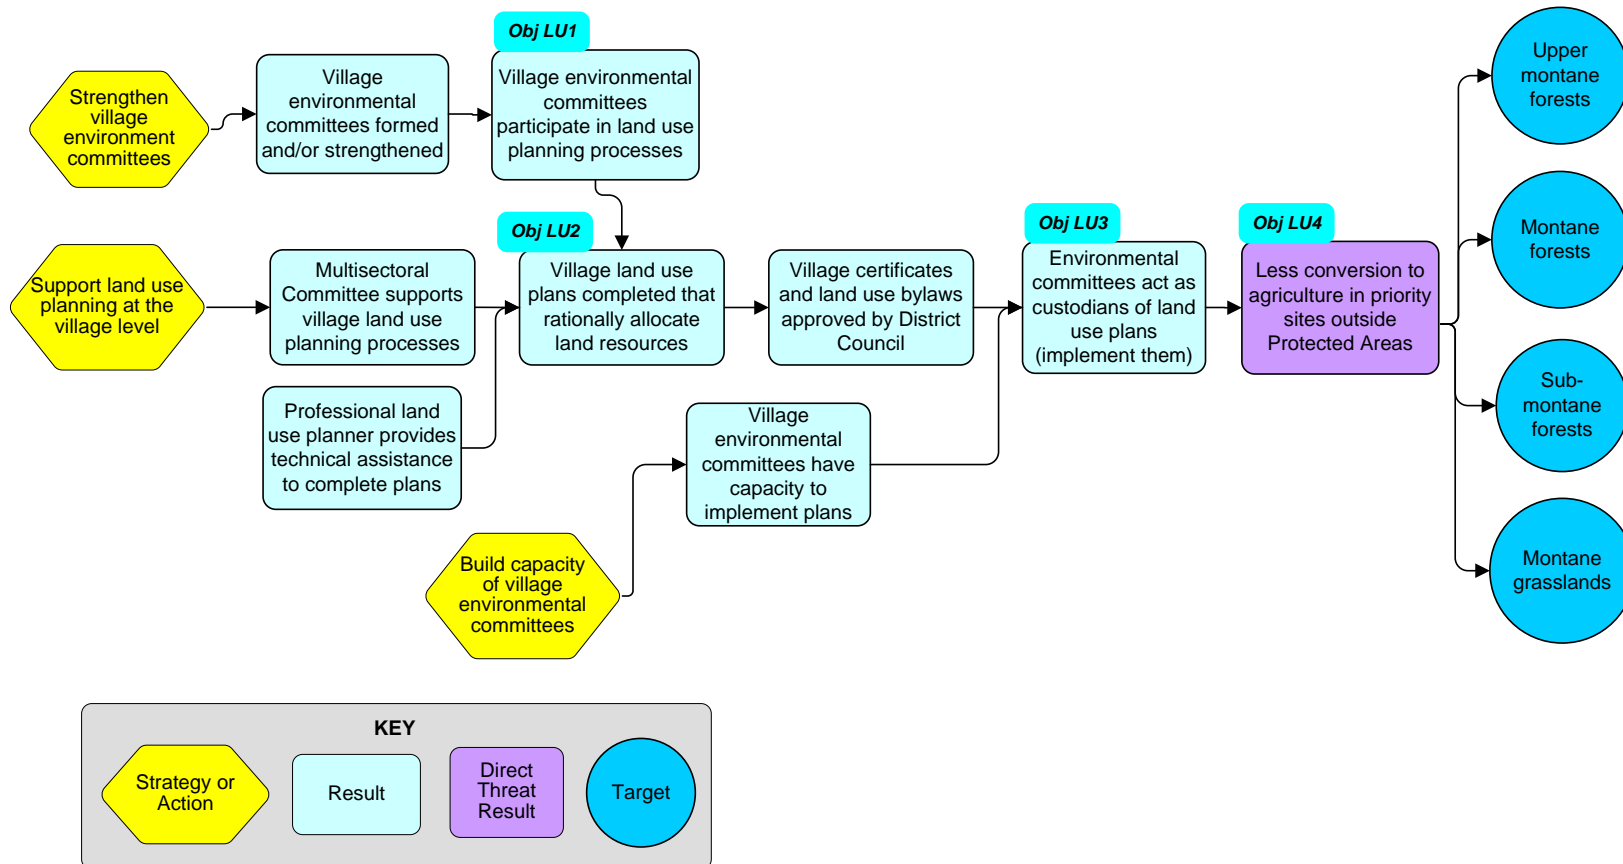 Obj LU1
Strengthen
village
environment
committees
Village
environmental
committees formed
and/or strengthened
Village environmental
committees
participate in land use
planning processes
Upper
montane
forests
Obj LU2
Obj LU3
Obj LU4
Support land use
planning at the
village level
Multisectoral
Committee supports
village land use
planning processes
Village land use
plans completed that
rationally allocate
land resources
Village certificates
and land use bylaws
approved by District
Council
Environmental
committees act as
custodians of land
use plans
(implement them)
Less conversion to
agriculture in priority
sites outside
Protected Areas
Montane
forests
Professional land
use planner provides
technical assistance
to complete plans
Village
environmental
committees have
capacity to
implement plans
Sub-
montane
forests
Build capacity
of village
environmental
committees
Montane
grasslands
KEY
Strategy or
Action
Result
Direct
Threat
Result
Target